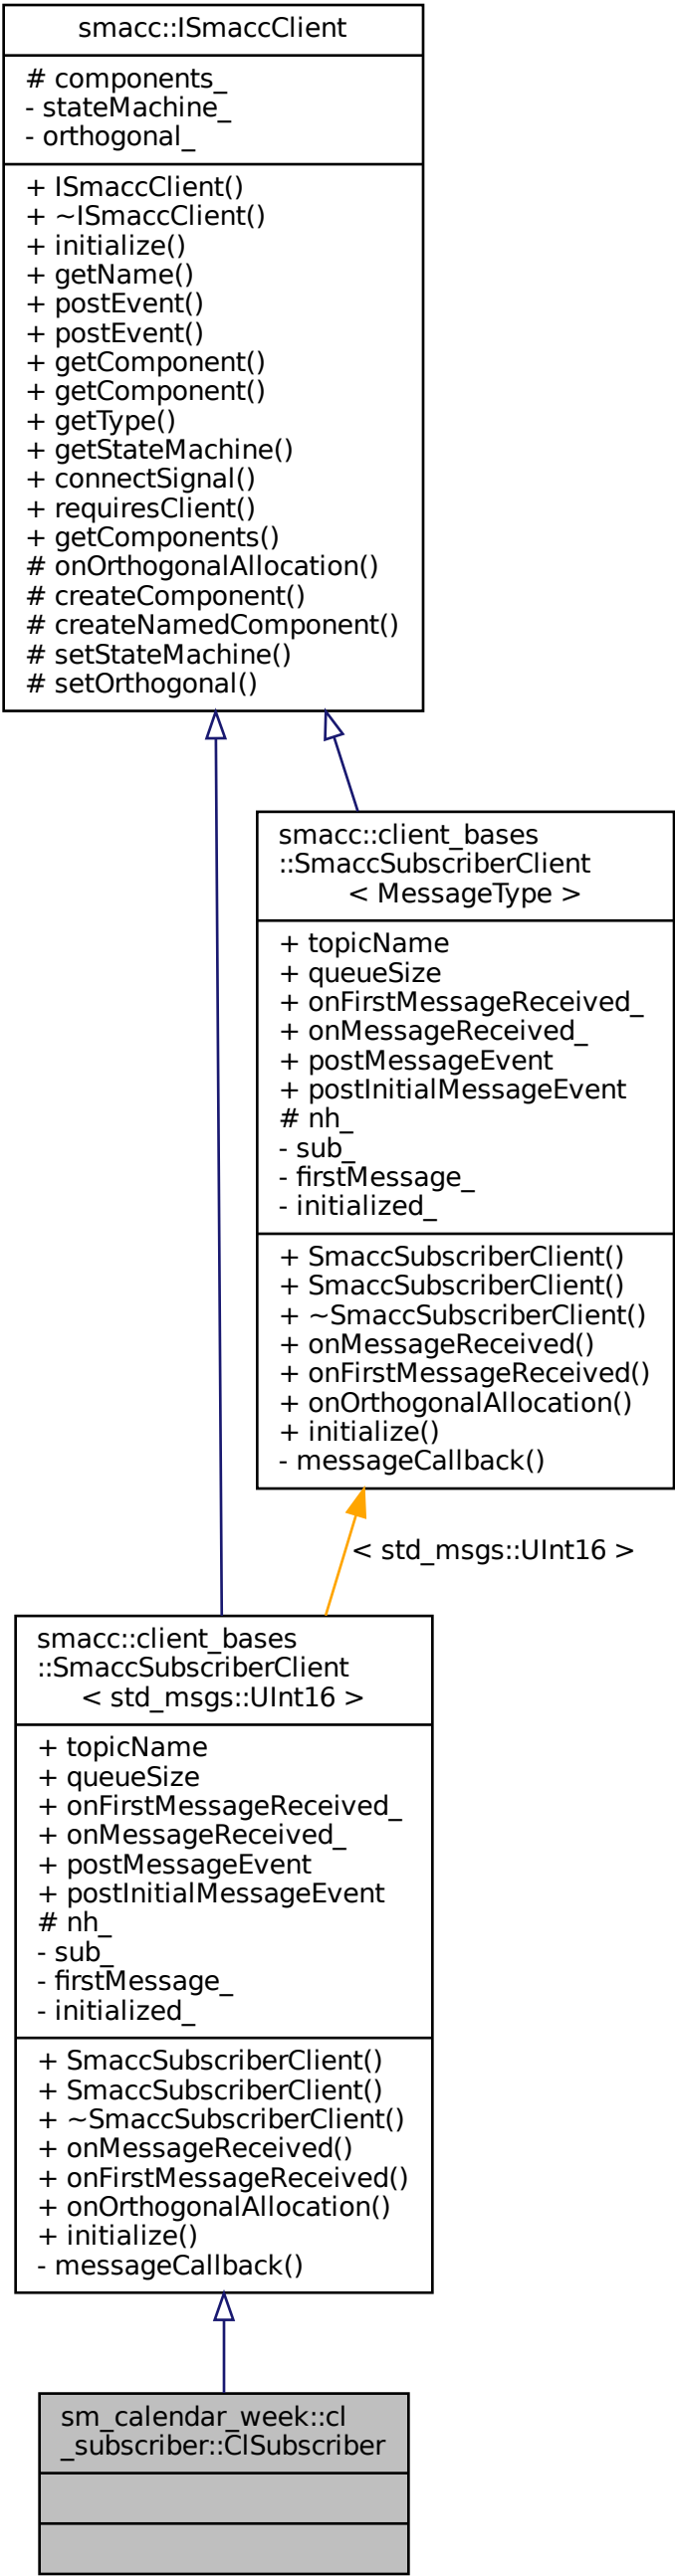 smacc::ISmaccClient
# components_
- stateMachine_
- orthogonal_
+ ISmaccClient()
+ ~ISmaccClient()
+ initialize()
+ getName()
+ postEvent()
+ postEvent()
+ getComponent()
+ getComponent()
+ getType()
+ getStateMachine()
+ connectSignal()
+ requiresClient()
+ getComponents()
# onOrthogonalAllocation()
# createComponent()
# createNamedComponent()
# setStateMachine()
# setOrthogonal()
smacc::client_bases
::SmaccSubscriberClient
< MessageType >
+ topicName
+ queueSize
+ onFirstMessageReceived_
+ onMessageReceived_
+ postMessageEvent
+ postInitialMessageEvent
# nh_
- sub_
- firstMessage_
- initialized_
+ SmaccSubscriberClient()
+ SmaccSubscriberClient()
+ ~SmaccSubscriberClient()
+ onMessageReceived()
+ onFirstMessageReceived()
+ onOrthogonalAllocation()
+ initialize()
- messageCallback()
< std_msgs::UInt16 >
smacc::client_bases
::SmaccSubscriberClient
< std_msgs::UInt16 >
+ topicName
+ queueSize
+ onFirstMessageReceived_
+ onMessageReceived_
+ postMessageEvent
+ postInitialMessageEvent
# nh_
- sub_
- firstMessage_
- initialized_
+ SmaccSubscriberClient()
+ SmaccSubscriberClient()
+ ~SmaccSubscriberClient()
+ onMessageReceived()
+ onFirstMessageReceived()
+ onOrthogonalAllocation()
+ initialize()
- messageCallback()
sm_calendar_week::cl
_subscriber::ClSubscriber